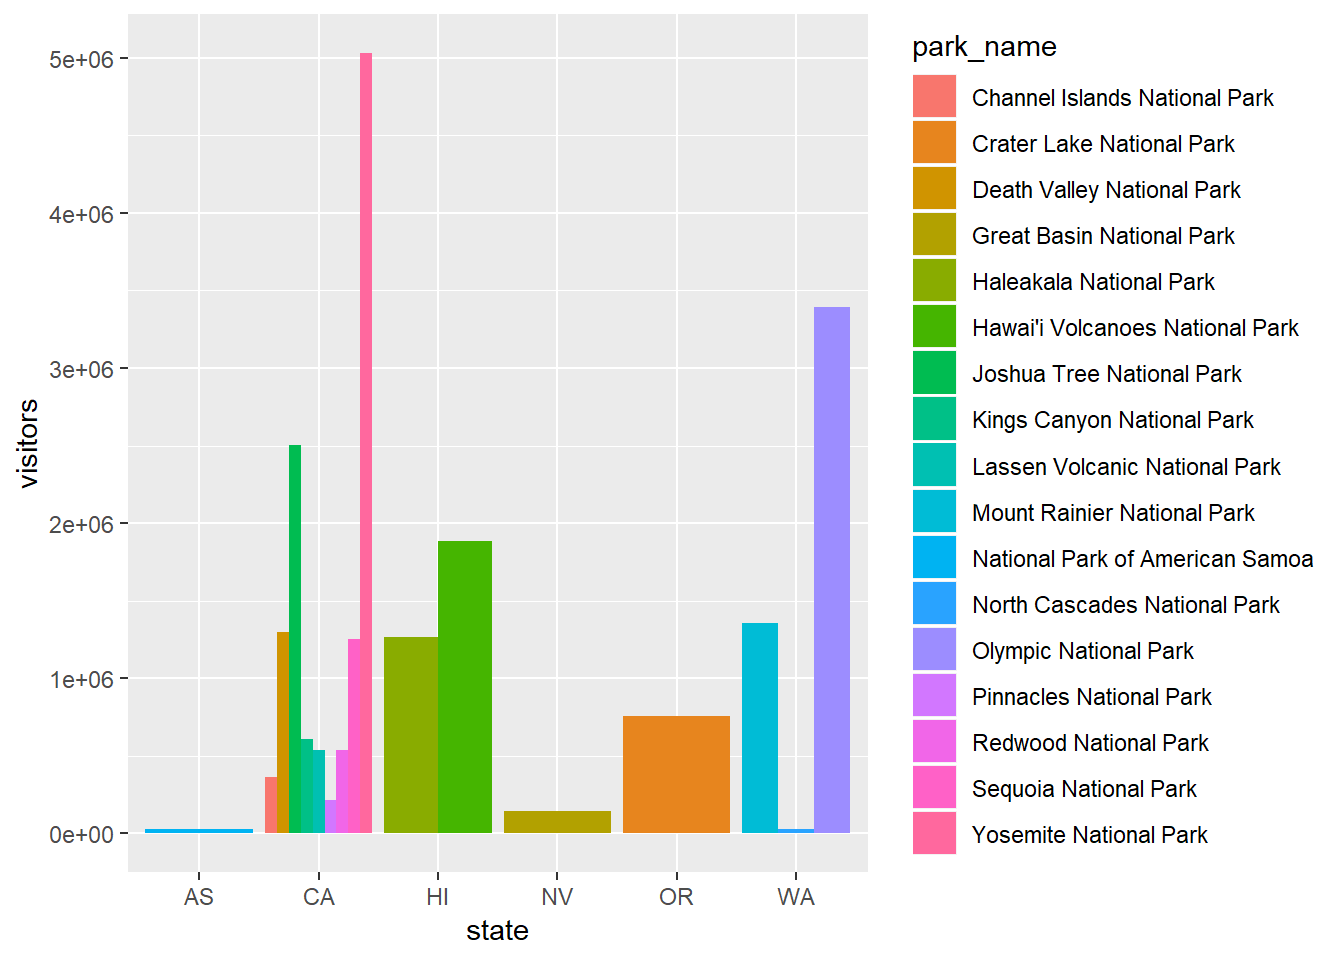 5e+06
4e+06
3e+06
2e+06
1e+06
0e+00
visitors
AS CA HI NV OR WA
state
park_name
Channel Islands National Park
Crater Lake National Park
Death Valley National Park
Great Basin National Park
Haleakala National Park
Hawai'i Volcanoes National Park
Joshua Tree National Park
Kings Canyon National Park
Lassen Volcanic National Park
Mount Rainier National Park
National Park of American Samoa
North Cascades National Park
Olympic National Park
Pinnacles National Park
Redwood National Park
Sequoia National Park
Yosemite National Park